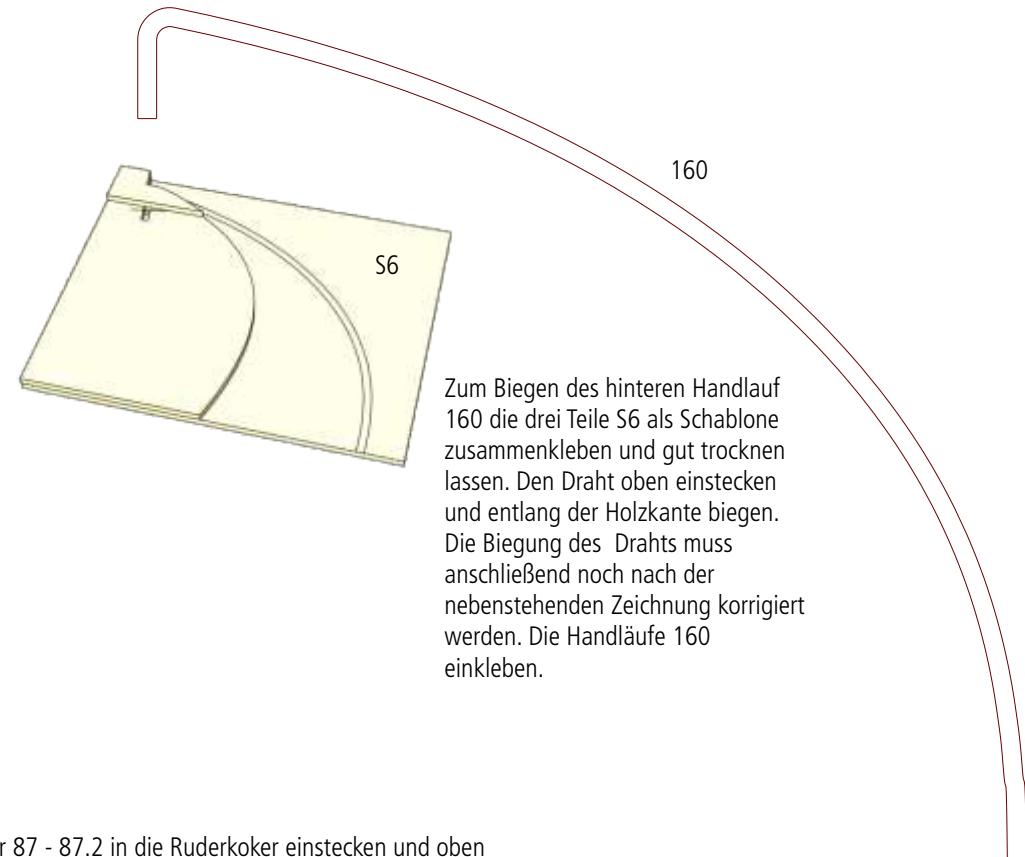 160
S6
Zum Biegen des hinteren Handlauf
160 die drei Teile S6 als Schablone
zusammenkleben und gut trocknen
lassen. Den Draht oben einstecken
und entlang der Holzkante biegen.
Die Biegung des  Drahts muss
anschließend noch nach der
nebenstehenden Zeichnung korrigiert
werden. Die Handläufe 160
einkleben.
87 - 87.2 in die Ruderkoker einstecken und oben